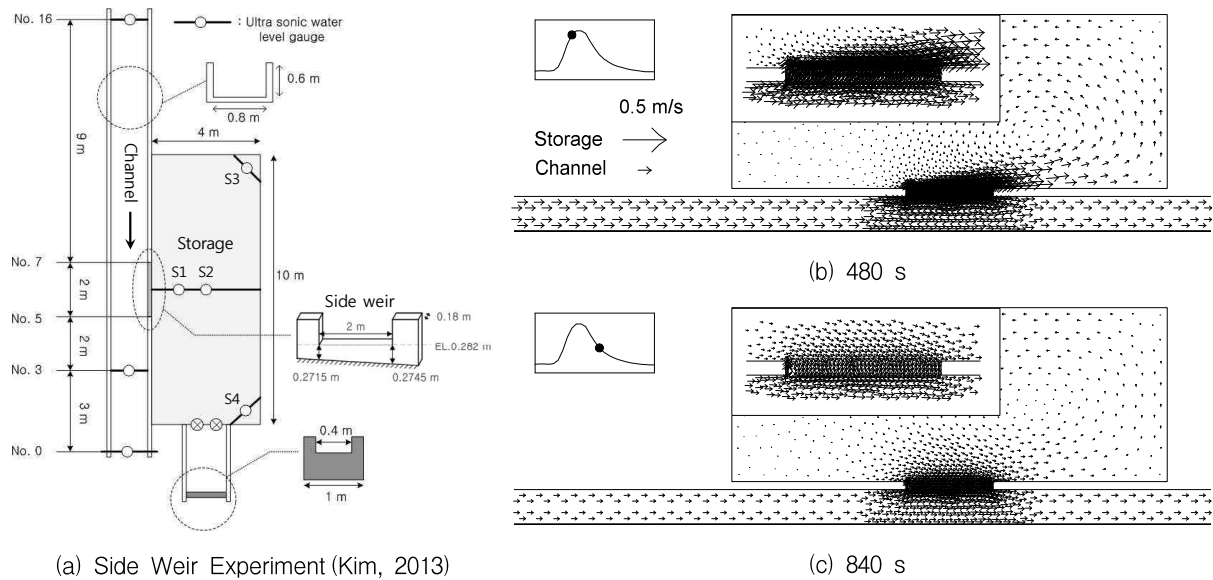 No. 16
: Ultra sonic water
level gauge
0.6 m
0.8 m
9 m
4 m
Channel
S3
Storage
No. 7
S1
S2
10 m
2 m
Side weir
No. 5
2 m
0.18 m
EL.0.282 m
2 m
No. 3
0.2715 m
0.2745 m
S4
3 m
0.4 m
No. 0
1 m
(a) Side Weir Experiment (Kim, 2013)
0.5 m/s
Storage
Channel
(b) 480 s
(c) 840 s